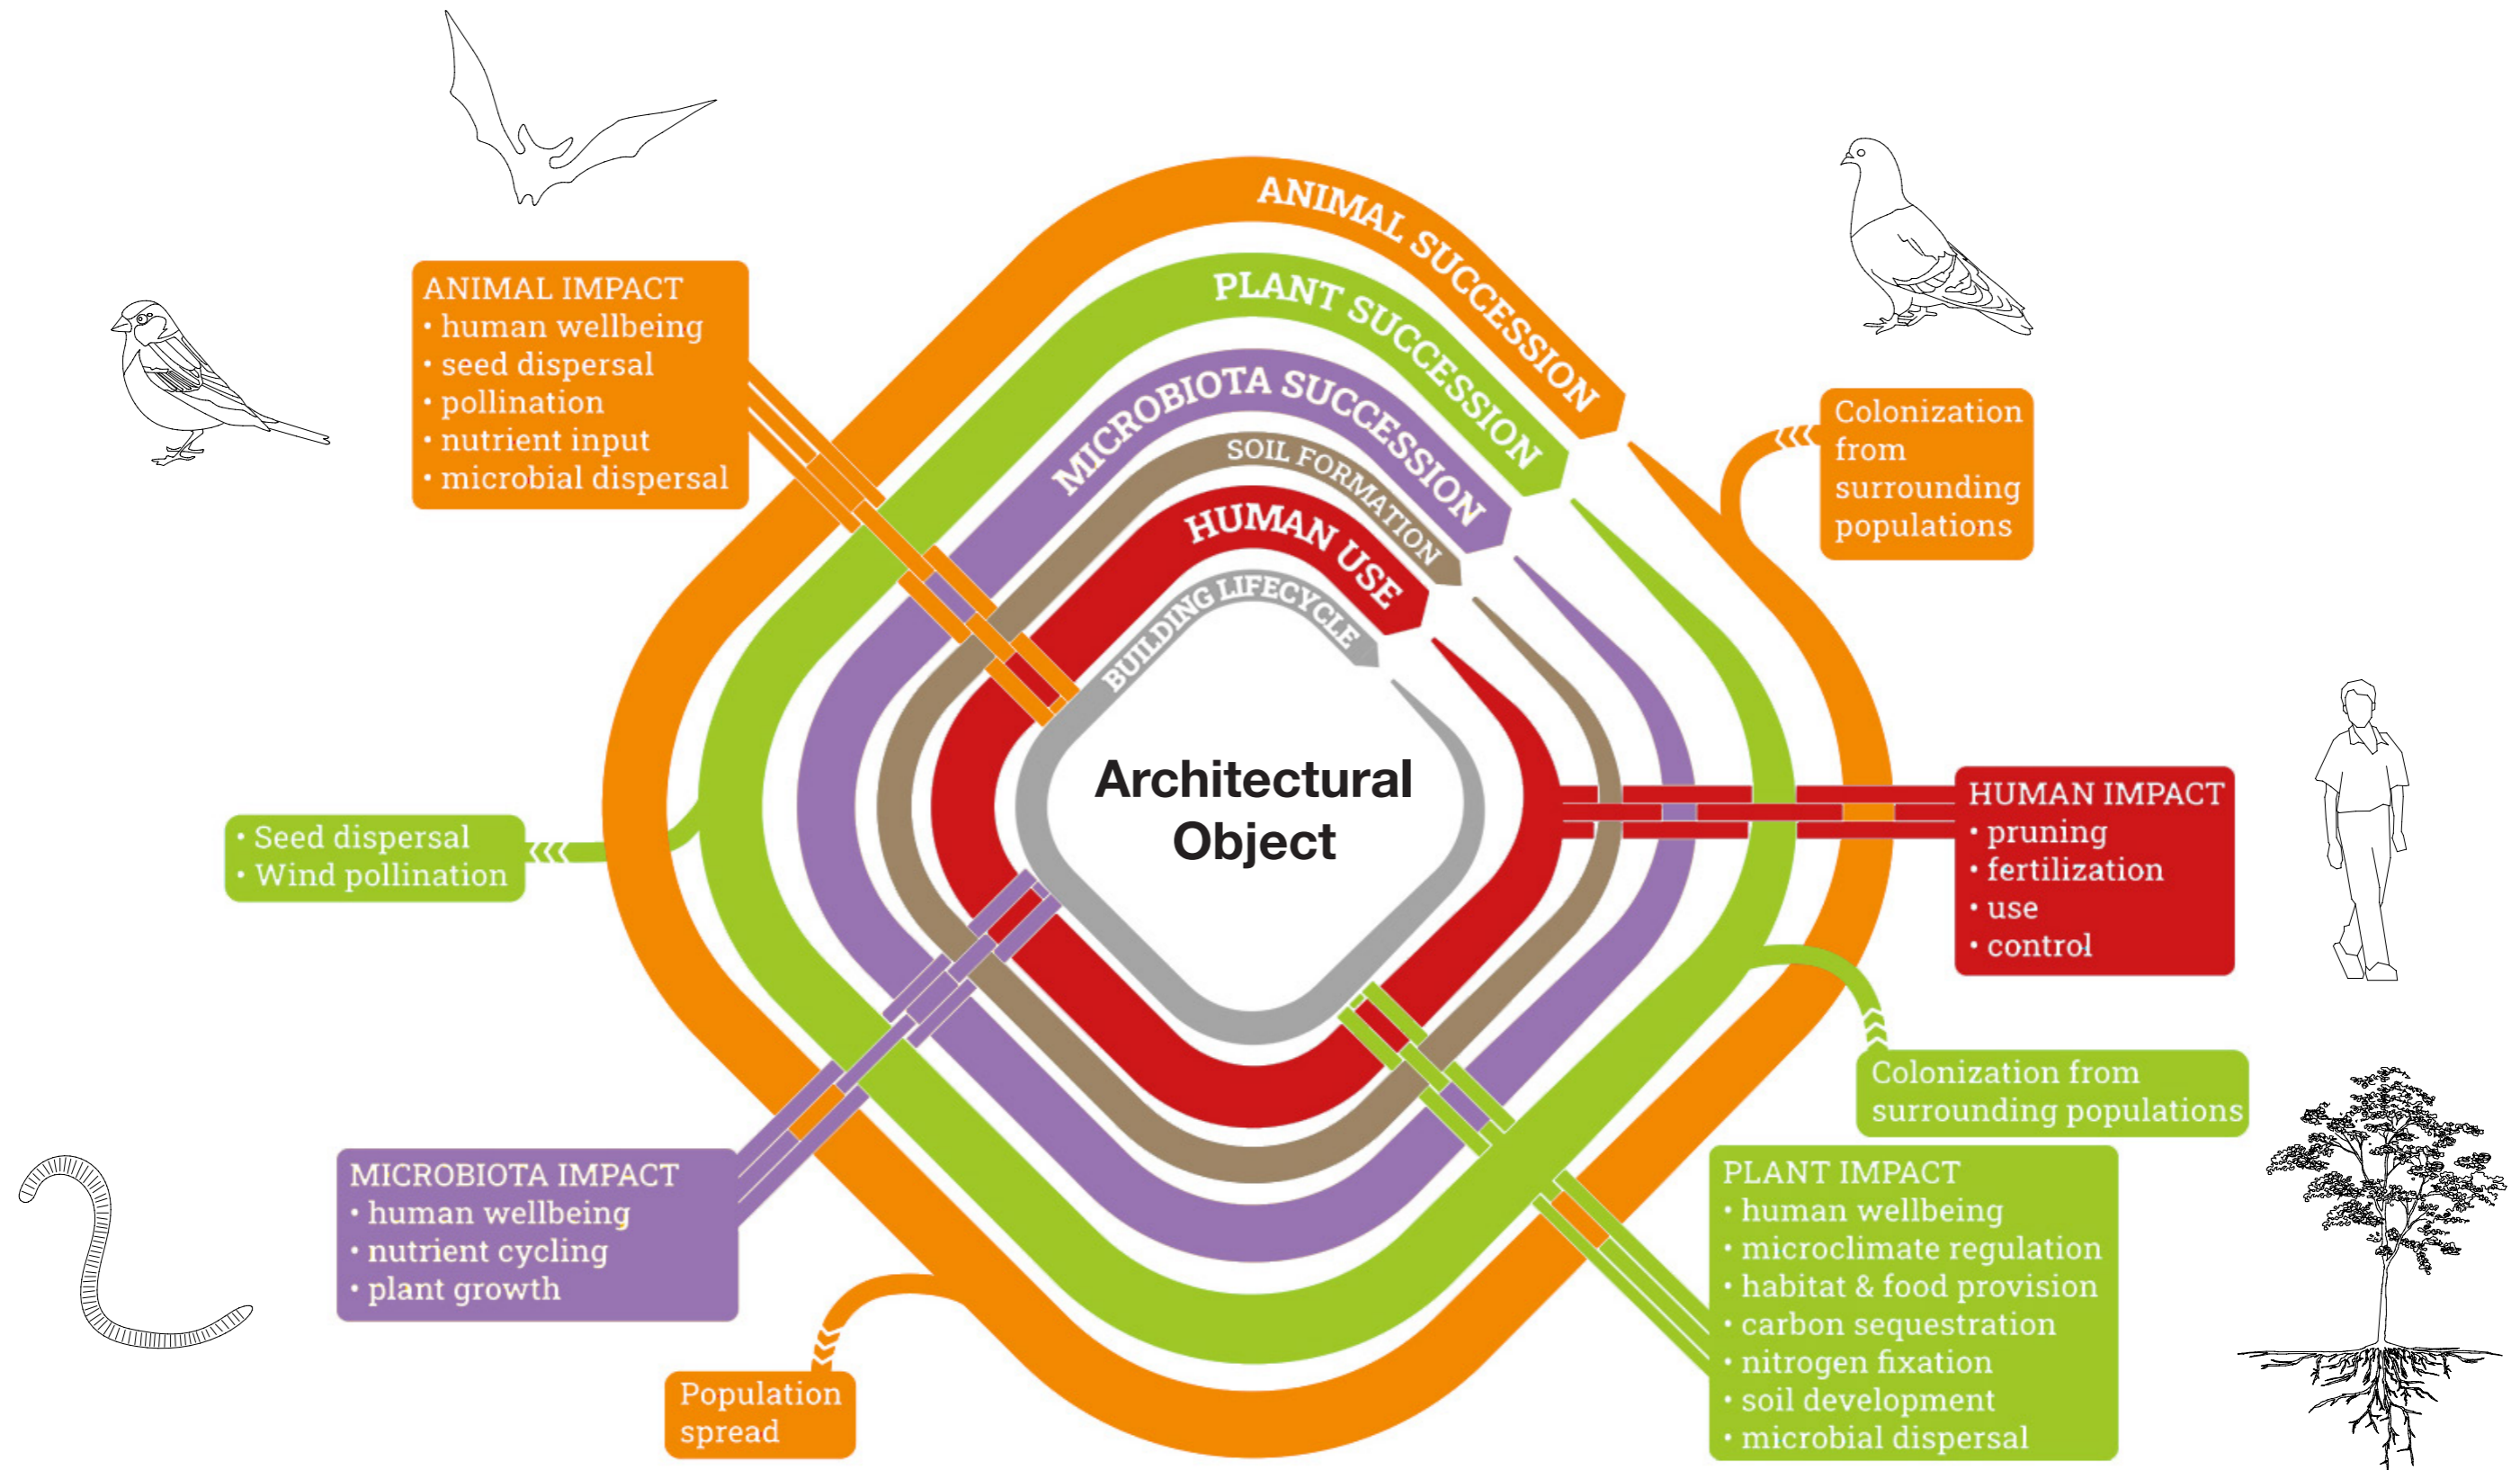 ANIMAL SUCCESSION
PLANT SUCCESSION
MICROBIOTA SUCCESSION
SOIL FORMATION
HUMAN USE
BUILDING LIFECYCLE
Architectural
Object
ANIMAL IMPACT
• human wellbeing
• seed dispersal
• pollination
• nutrient input
• microbial dispersal
Colonization
from
surrounding
populations
HUMAN IMPACT
• pruning
• fertilization
• use
• control
• Seed dispersal
• Wind pollination
Colonization from
surrounding populations
MICROBIOTA IMPACT
• human wellbeing
• nutrient cycling
• plant growth
PLANT IMPACT
• human wellbeing
• microclimate regulation
• habitat & food provision
• carbon sequestration
• nitrogen fixation
• soil development
• microbial dispersal
Population
spread